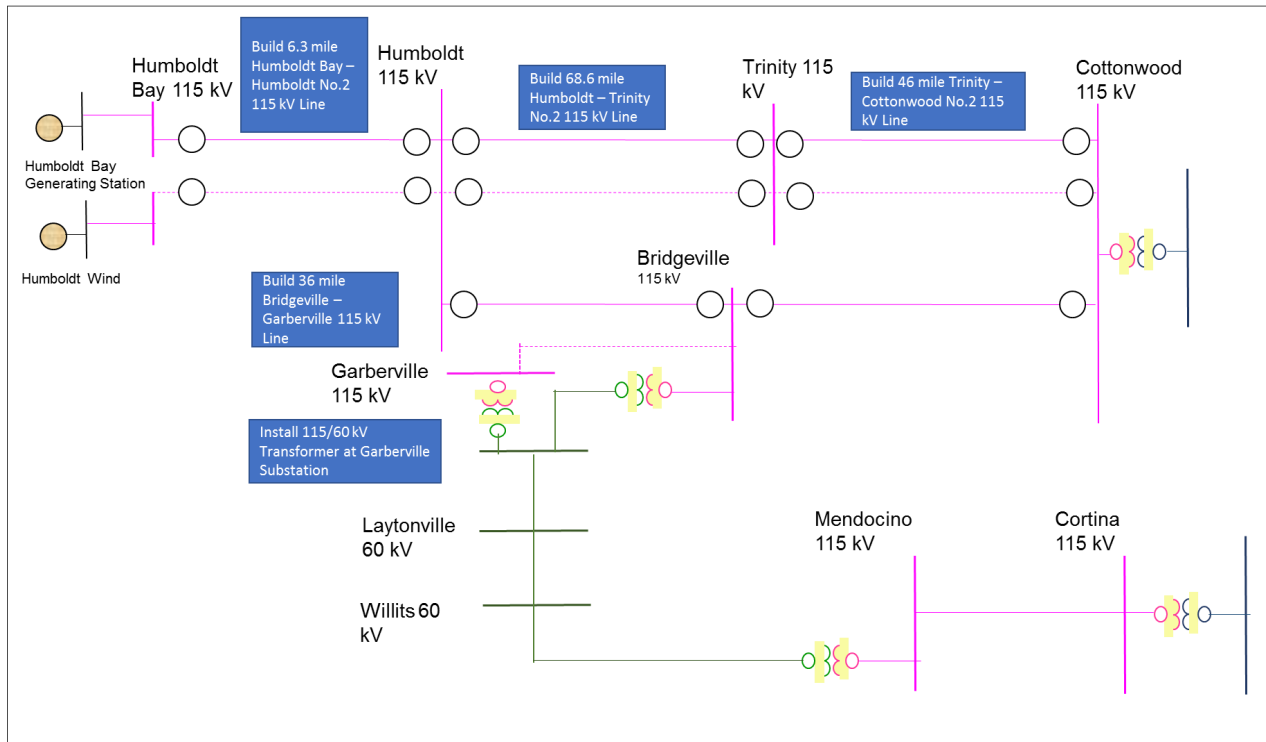 Build 6.3 mile
Humboldt Bay –
Humboldt No.2
115 kV Line
Humboldt
Bay 115 kV
Humboldt
115 kV
Build 68.6 mile
Humboldt – Trinity
No.2 115 kV Line
Trinity 115
kV
Build 46 mile Trinity –
Cottonwood No.2 115
kV Line
Cottonwood
115 kV
Humboldt Bay
Generating Station
Humboldt Wind
Build 36 mile
Bridgeville –
Garberville 115 kV
Line
Bridgeville
115 kV
Garberville
115 kV
Install 115/60 kV
Transformer at Garberville
Substation
Laytonville
60 kV
Willits 60
kV
Mendocino
115 kV
Cortina
115 kV